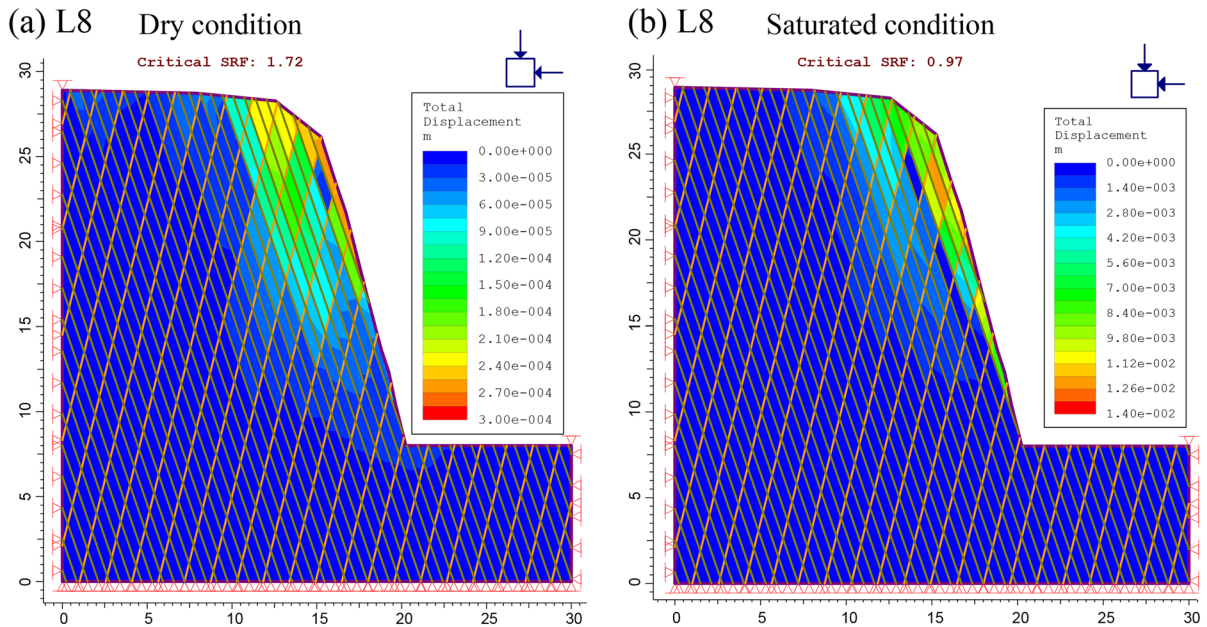 (a) L8 Dry condition
Critical SRF: 1.72
Total
Displacement
m
0.00e+000
3.00e-005
6.00e-005
9.00e-005
1.20e-004
1.50e-004
1.80e-004
2.10e-004
2.40e-004
2.70e-004
3.00e-004
30
25
20
15
10
5
0
0 5 10 15 20 25 30
(b) L8 Saturated condition
Critical SRF: 0.97
Total
Displacement
m
0.00e+000
1.40e-003
2.80e-003
4.20e-003
5.60e-003
7.00e-003
8.40e-003
9.80e-003
1.12e-002
1.26e-002
1.40e-002
30
25
20
15
10
5
0
0 5 10 15 20 25 30